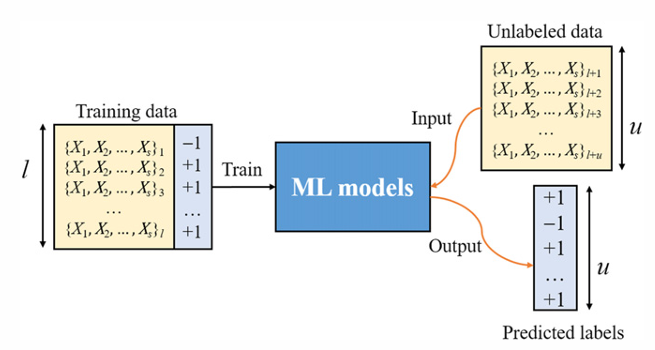 Unlabeled data
{X1, X2, ..., Xs}l+1
{X1, X2, ..., Xs}l+2
{X1, X2, ..., Xs}l+3
...
{X1, X2, ..., Xs}l+u
u
Input
Training data
l
{X1, X2, ..., Xs}1 −1
{X1, X2, ..., Xs}2 +1
{X1, X2, ..., Xs}3 +1
... ...
{X1, X2, ..., Xs}l +1
Train
ML models
Output
+1
−1
+1
...
+1
u
Predicted labels